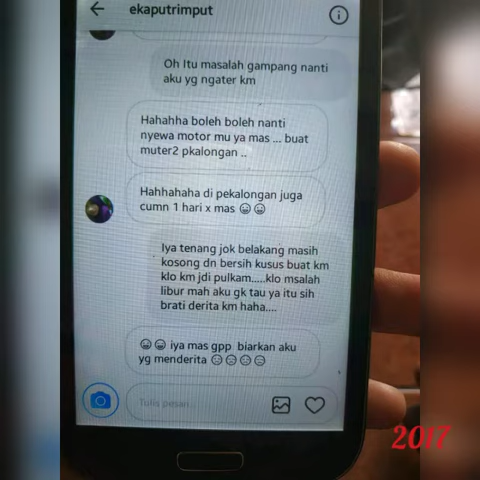 ekaputrimput
Oh Itu masalah gampang nanti
aku yg ngater km
Hahahha boleh boleh nanti
nyewa motor mu ya mas ... buat
muter2 pkalongan ..
Hahhahaha di pekalongan juga
cumn 1 hari x mas 😄😄
Iya tenang jok belakang masih
kosong dn bersih kusus buat km
klo km jdi pulkam.....klo msalah
libur mah aku gk tau ya itu sih
brati derita km haha....
😄😄 iya mas gpp biarkan aku
yg menderita 😑😑😑😑
Tulis pesan...
2017